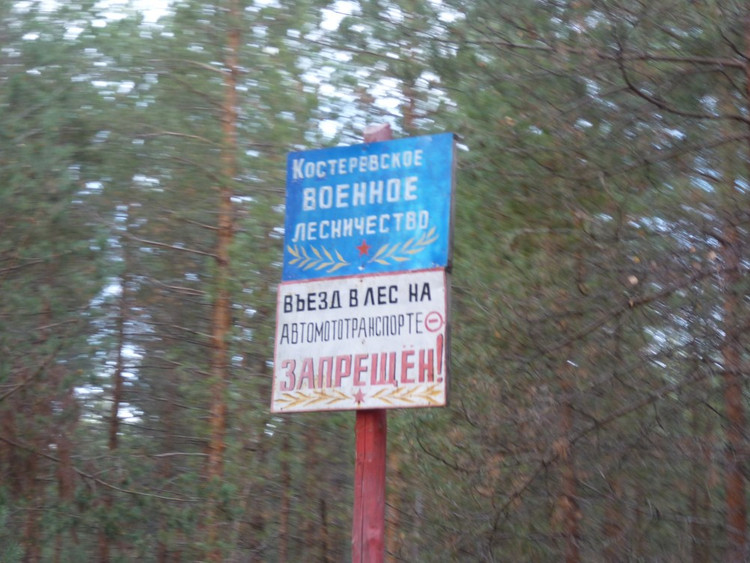 Костеревское
военное
лесничество
въезд в лес на
автомототранспорте
ЗАПРЕЩЁН!